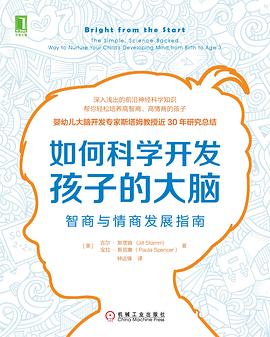 Bright from the Start
The Simple, Science-Backed
Way to Nurture Your Child's Developing Mind, from Birth to Age 3
深入浅出的前沿神经科学知识
帮你轻松培养高智商、高情商的孩子
婴幼儿大脑开发专家斯塔姆教授近 30 年研究总结
如何科学开发
孩子的大脑
智商与情商发展指南
[美]
吉尔·斯塔姆 (Jill Stamm)
宝拉·斯宾塞 (Paula Spencer)
著
钟达锋 译
机械工业出版社
China Machine Press